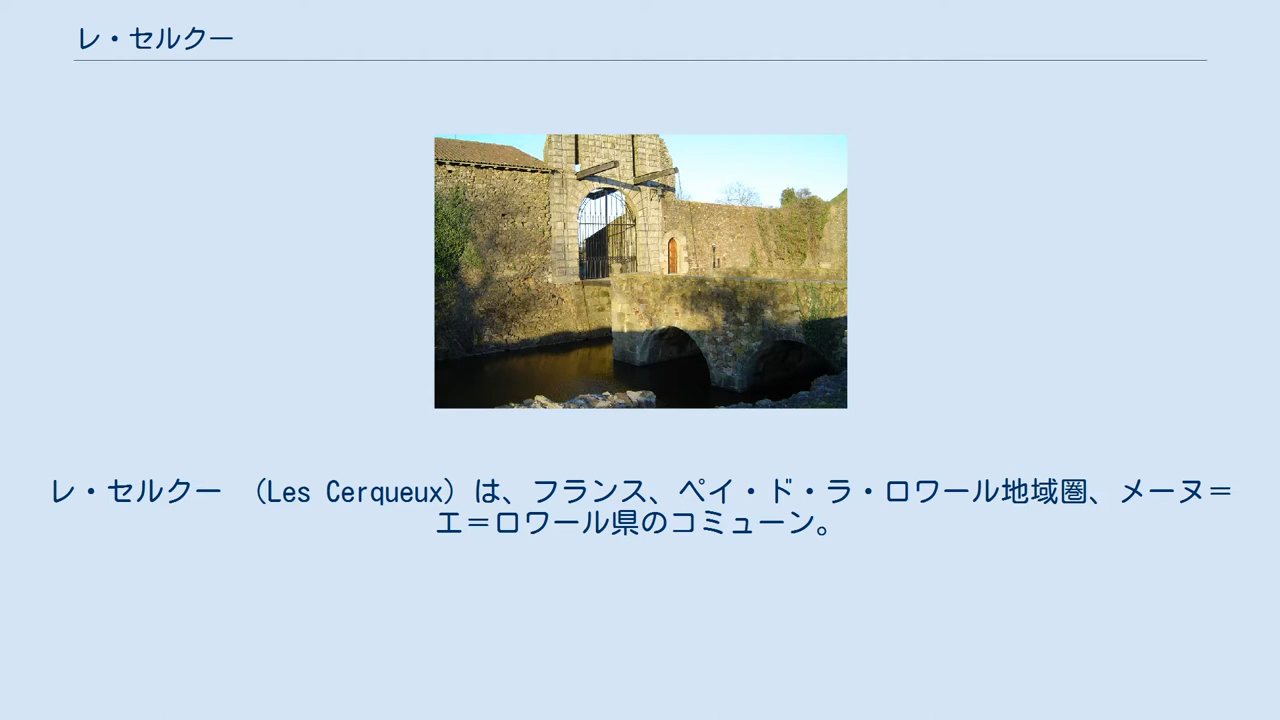 レ・セルクー
レ・セルクー （Les Cerqueux）は、フランス、ペイ・ド・ラ・ロワール地域圏、メーヌ＝
エ＝ロワール県のコミューン。